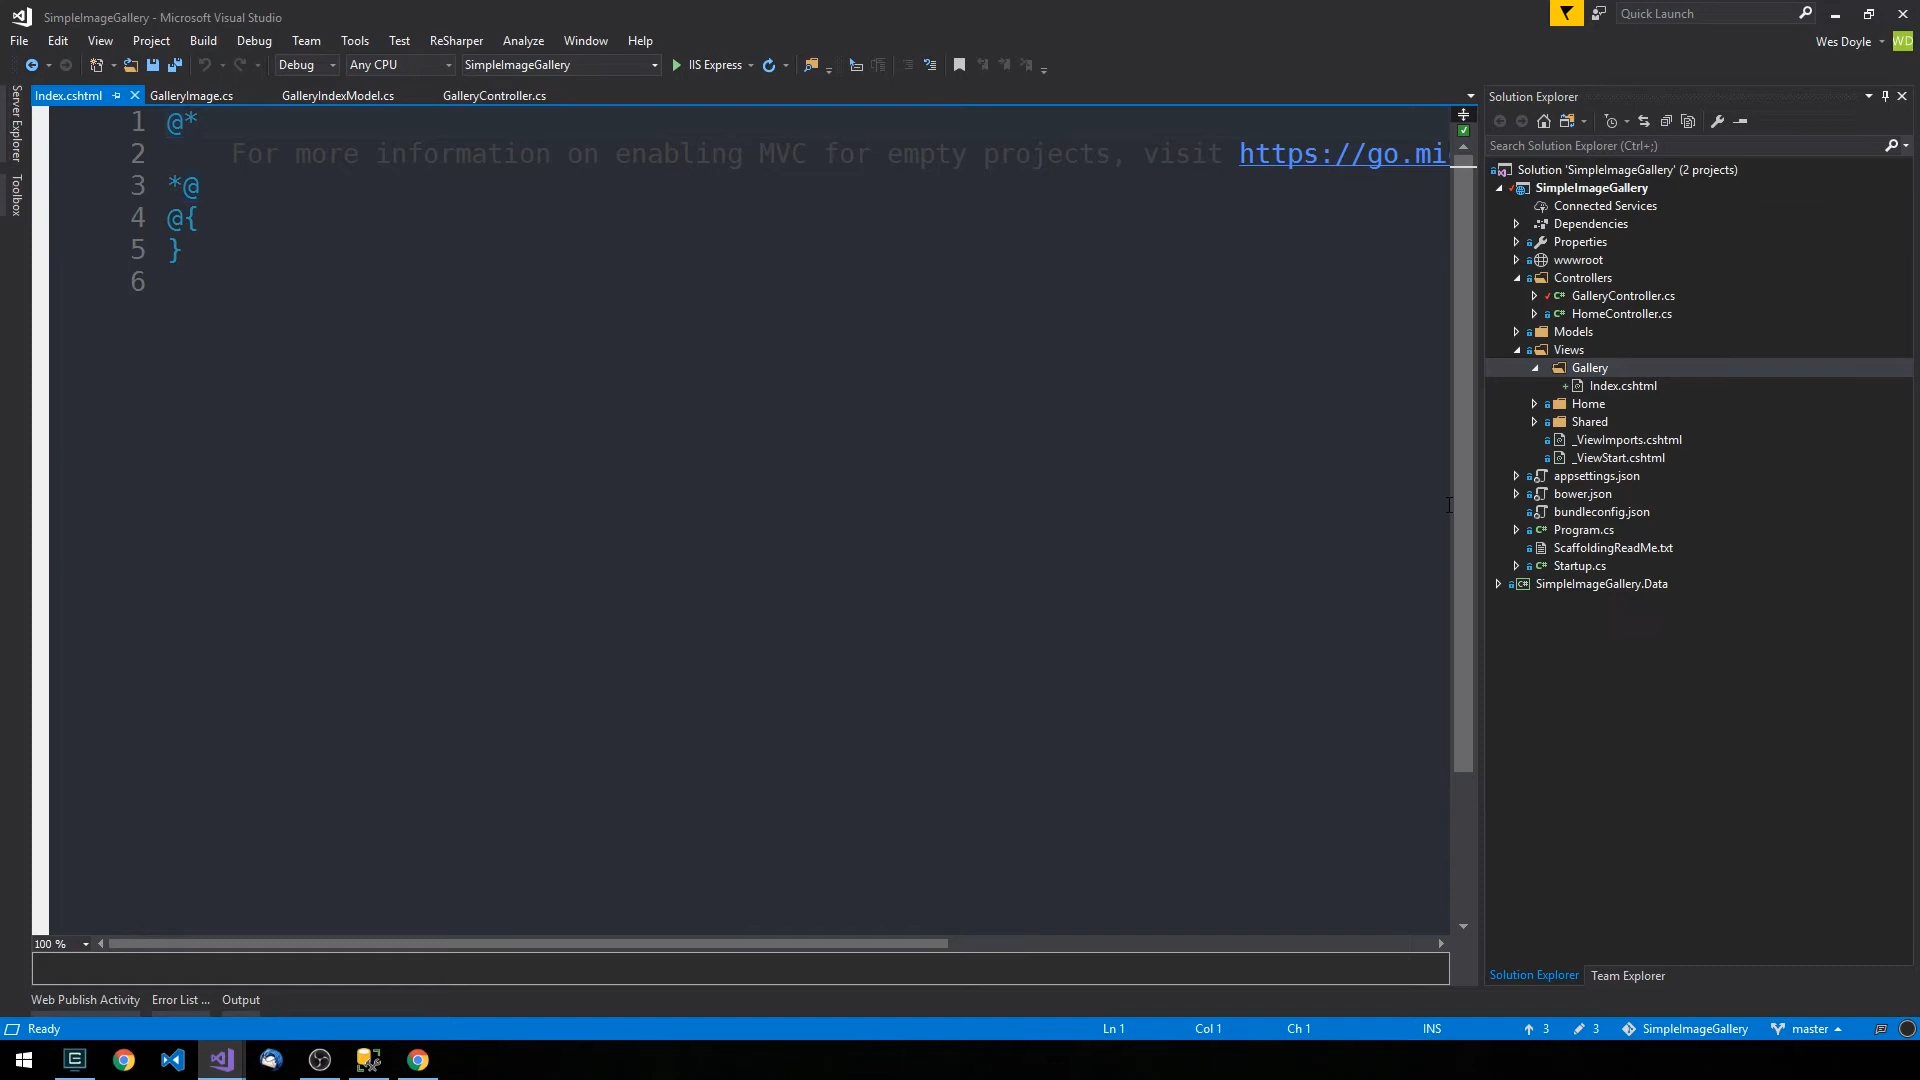 SimpleImageGallery - Microsoft Visual Studio
Quick Launch
File Edit View Project Build Debug Team Tools Test ReSharper Analyze Window Help
Wes Doyle WD
Debug Any CPU SimpleImageGallery IIS Express
Server Explorer
Toolbox
Index.cshtml GalleryImage.cs GalleryIndexModel.cs GalleryController.cs
1 @*
2 For more information on enabling MVC for empty projects, visit https://go.mi
3 *@
4 @{
5 }
6
100 %
Solution Explorer
Search Solution Explorer (Ctrl+;)
Solution 'SimpleImageGallery' (2 projects)
SimpleImageGallery
Connected Services
Dependencies
Properties
wwwroot
Controllers
C# GalleryController.cs
C# HomeController.cs
Models
Views
Gallery
+ Index.cshtml
Home
Shared
_ViewImports.cshtml
_ViewStart.cshtml
appsettings.json
bower.json
bundleconfig.json
C# Program.cs
ScaffoldingReadMe.txt
C# Startup.cs
C# SimpleImageGallery.Data
Solution Explorer Team Explorer
Web Publish Activity Error List ... Output
Ready Ln 1 Col 1 Ch 1 INS 3 3 SimpleImageGallery master